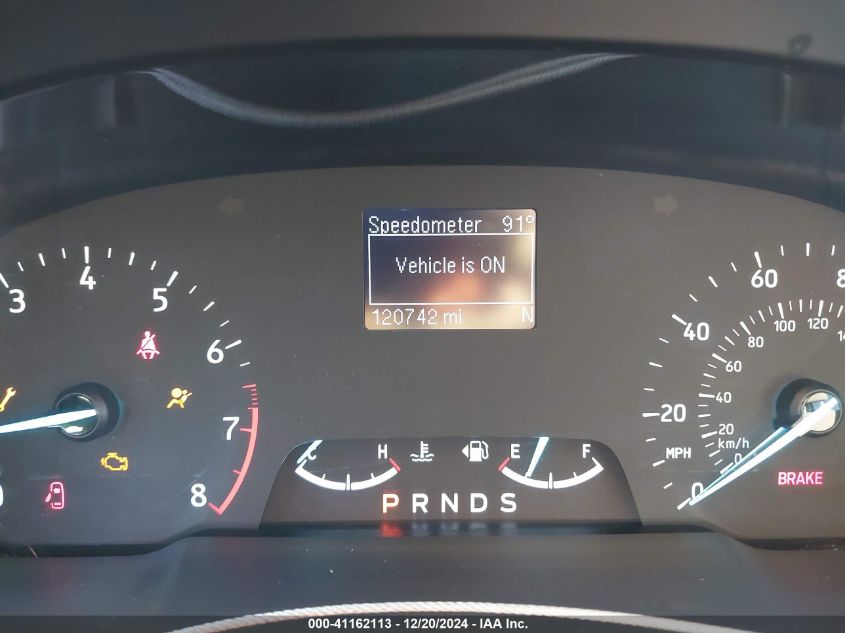 Speedometer 91°
Vehicle is ON
120742 mi N
3 4 5 6 7 8
0
C H
E F
P R N D S
0 20 40 60
MPH
0 20 40 60 80 100 120
km/h
BRAKE
000-41162113 - 12/20/2024 - IAA Inc.